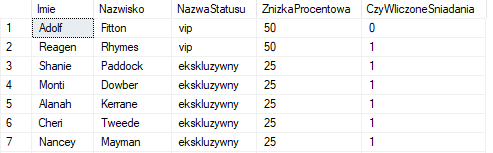 Imie Nazwisko NazwaStatusu ZnizkaProcentowa CzyWliczoneSniadania
1 Adolf Fitton vip 50 0
2 Reagen Rhymes vip 50 1
3 Shanie Paddock ekskluzywny 25 1
4 Monti Dowber ekskluzywny 25 1
5 Alanah Kerrane ekskluzywny 25 1
6 Cheri Tweede ekskluzywny 25 1
7 Nancey Mayman ekskluzywny 25 1